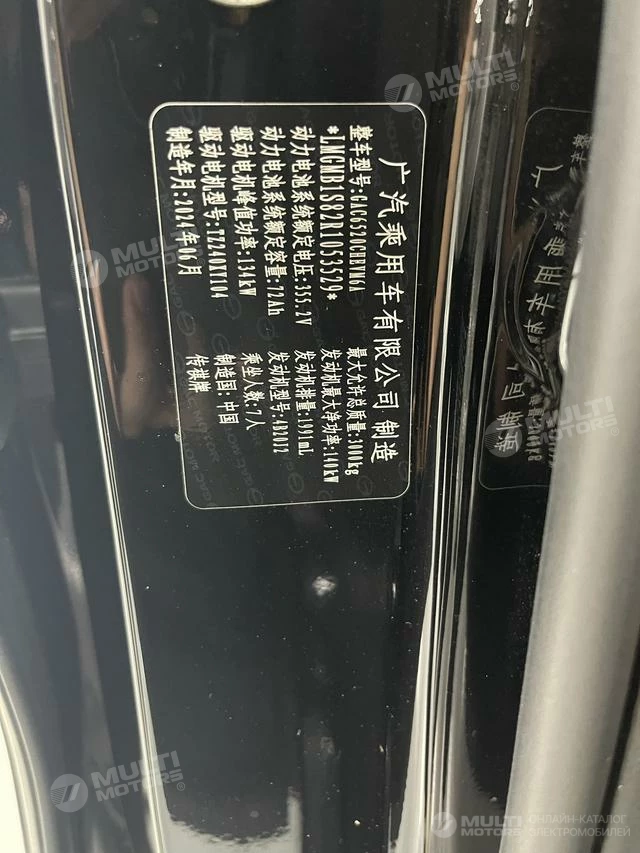 广汽乘用车有限公司 制造
整车型号:GAC6520CHEVM6A
最大允许总质量:3000kg
*LMGMB1S82R1053529*
发动机最大净功率:140kW
动力电池系统额定电压:355.2V
发动机排量:1991mL
动力电池系统额定容量:72Ah
发动机型号:4B20J2
驱动电机峰值功率:134kW
乘坐人数:7人
驱动电机型号:TZ240XY104
制造国:中国
制造年月:2024年06月
传祺牌
MULTI
MOTORS®
MULTI
MOTORS
MULTI
MOTORS®
MULTI
MOTORS
ОНЛАЙН-КАТАЛОГ
ЭЛЕКТРОМОБИЛЕЙ